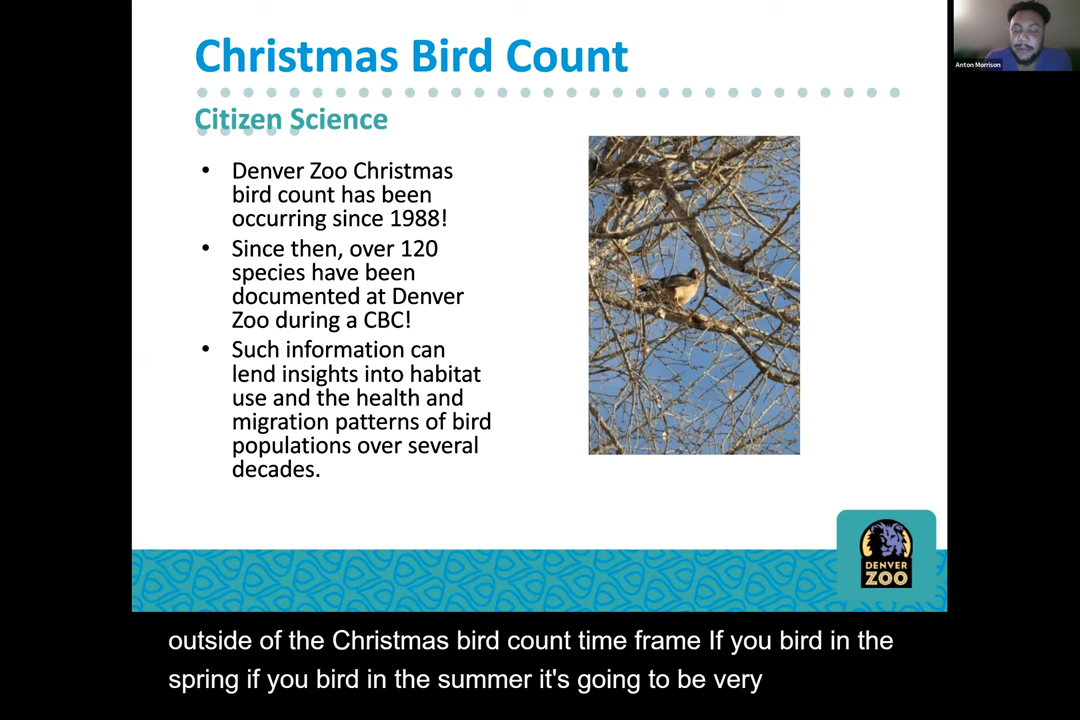 Christmas Bird Count
Anton Morrison
Citizen Science
• Denver Zoo Christmas
bird count has been
occurring since 1988!
• Since then, over 120
species have been
documented at Denver
Zoo during a CBC!
• Such information can
lend insights into habitat
use and the health and
migration patterns of bird
populations over several
decades.
DENVER
ZOO
outside of the Christmas bird count time frame If you bird in the
spring if you bird in the summer it's going to be very